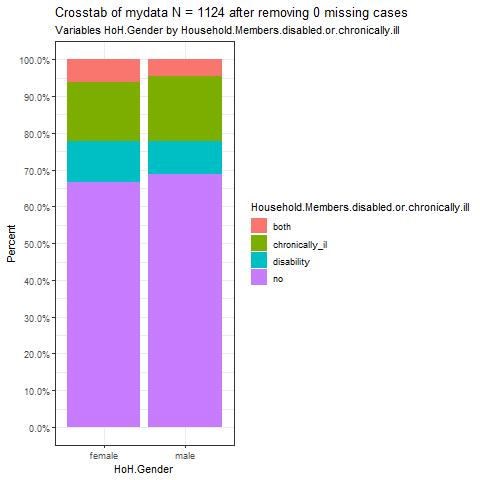 Crosstab of mydata N = 1124 after removing 0 missing cases
Variables HoH.Gender by Household.Members.disabled.or.chronically.ill
100.0%
90.0%
80.0%
70.0%
60.0%
50.0%
40.0%
30.0%
20.0%
10.0%
0.0%
Percent
female
male
HoH.Gender
Household.Members.disabled.or.chronically.ill
both
chronically_il
disability
no